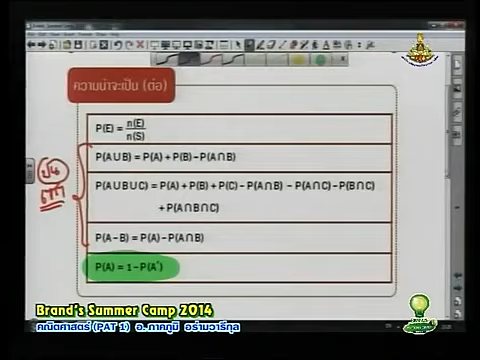 ความน่าจะเป็น (ต่อ)
P(E) = n(E)
n(S)
P(A∪B) = P(A) + P(B) - P(A∩B)
P(A∪B∪C) = P(A) + P(B) + P(C) - P(A∩B) - P(A∩C) - P(B∩C)
+ P(A∩B∩C)
P(A-B) = P(A) - P(A∩B)
P(A) = 1 - P(A')
Brand's Summer Camp 2014
คณิตศาสตร์ (PAT 1) อ.ภาคภูมิ อร่ามวารีกุล